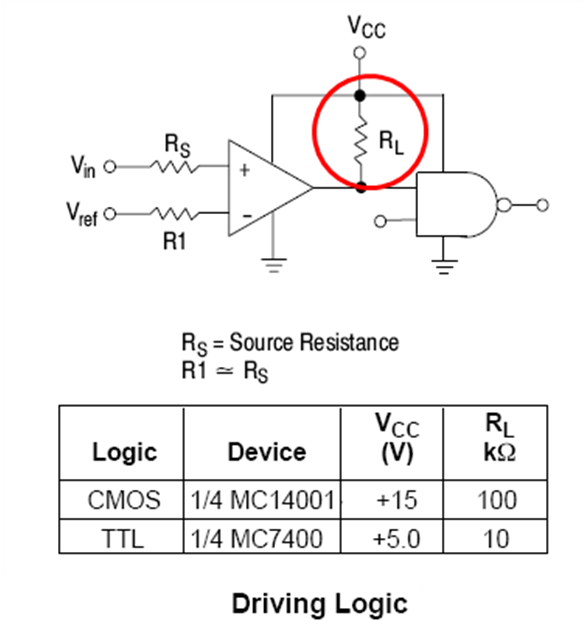 VCC
RS
RL
Vin
+
Vref
-
R1
RS = Source Resistance
R1 ≃ RS
Logic Device VCC (V) RL kΩ
CMOS 1/4 MC14001 +15 100
TTL 1/4 MC7400 +5.0 10
Driving Logic